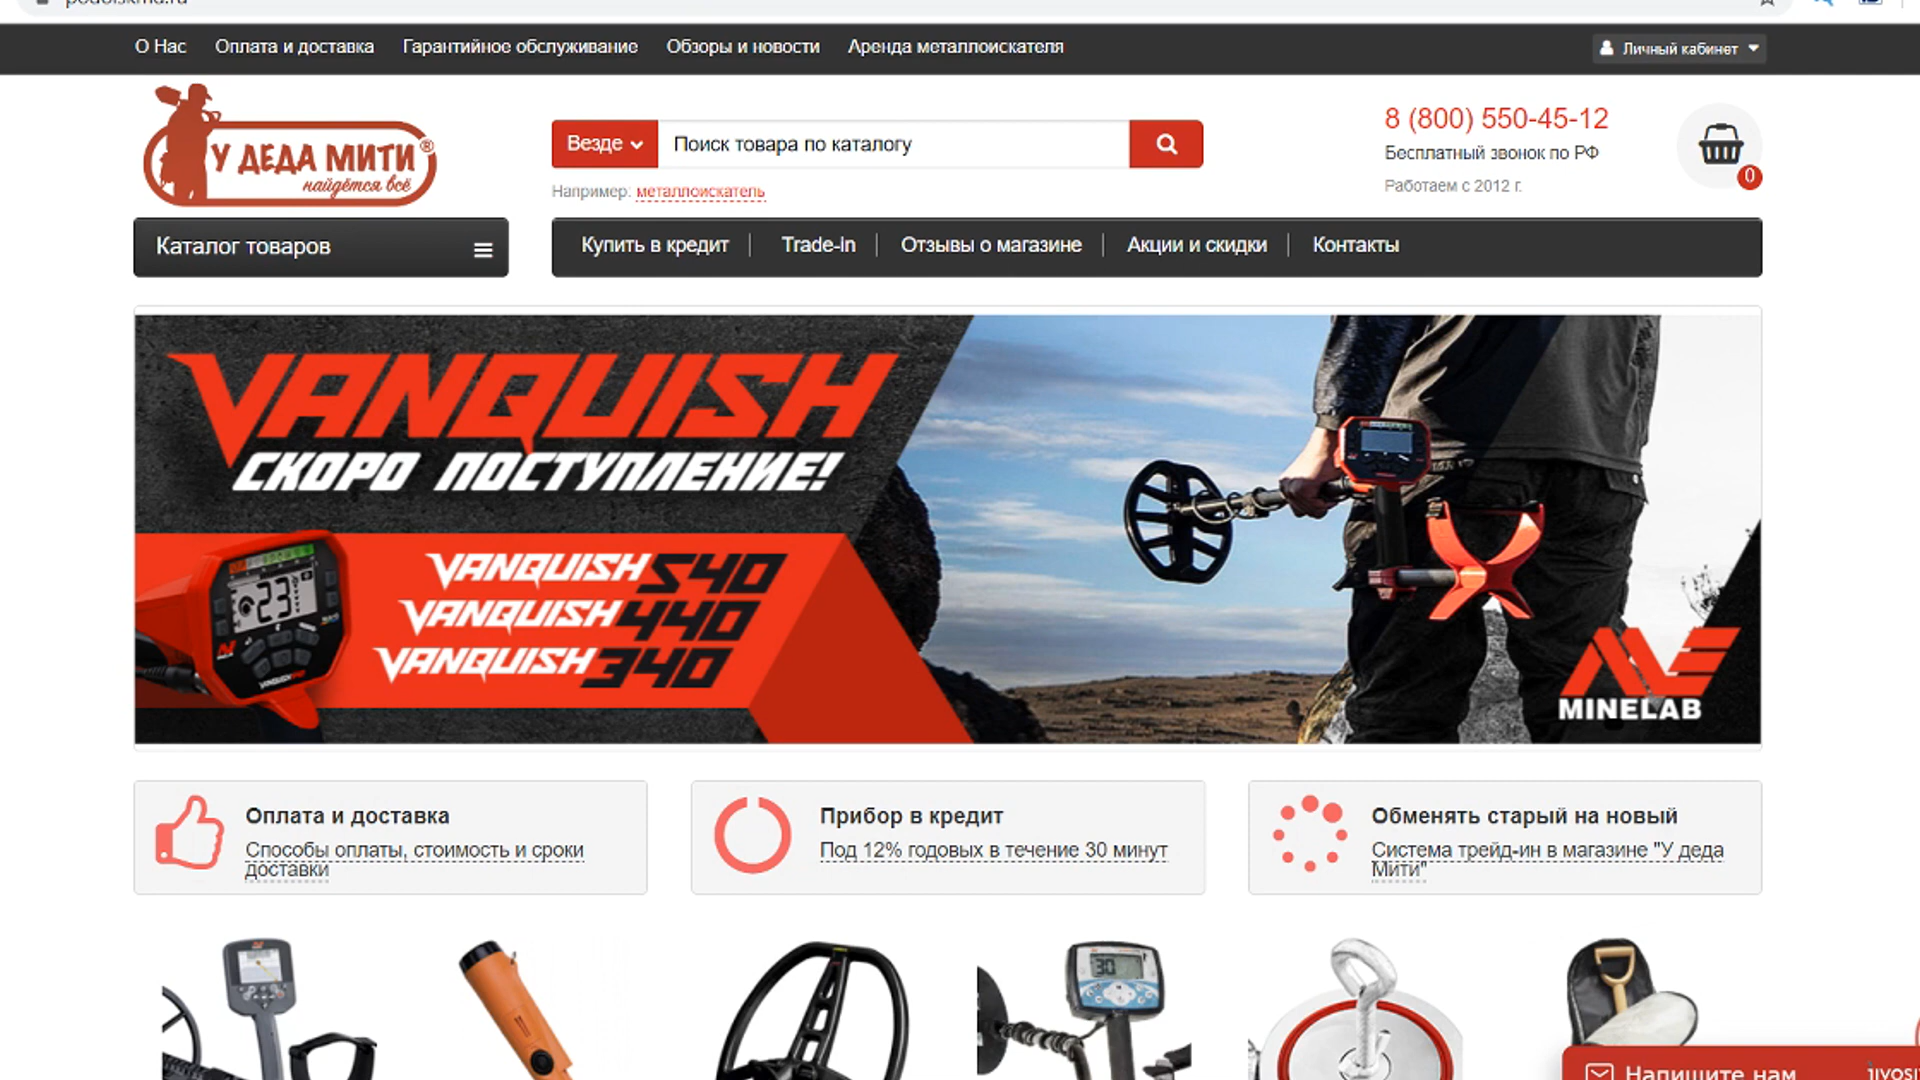 О Нас Оплата и доставка Гарантийное обслуживание Обзоры и новости Аренда металлоискателя Личный кабинет
У ДЕДА МИТИ®
найдётся всё
Везде Поиск товара по каталогу
Например: металлоискатель
8 (800) 550-45-12
Бесплатный звонок по РФ
Работаем с 2012 г.
0
Каталог товаров
Купить в кредит Trade-in Отзывы о магазине Акции и скидки Контакты
VANQUISH
СКОРО ПОСТУПЛЕНИЕ!
VANQUISH 540
VANQUISH 440
VANQUISH 340
23
MINELAB
Оплата и доставка
Способы оплаты, стоимость и сроки
доставки
Прибор в кредит
Под 12% годовых в течение 30 минут
Обменять старый на новый
Система трейд-ин в магазине "У деда
Мити"
30
Напишите нам